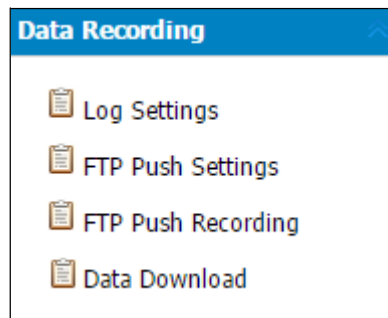 Data Recording
Log Settings
FTP Push Settings
FTP Push Recording
Data Download